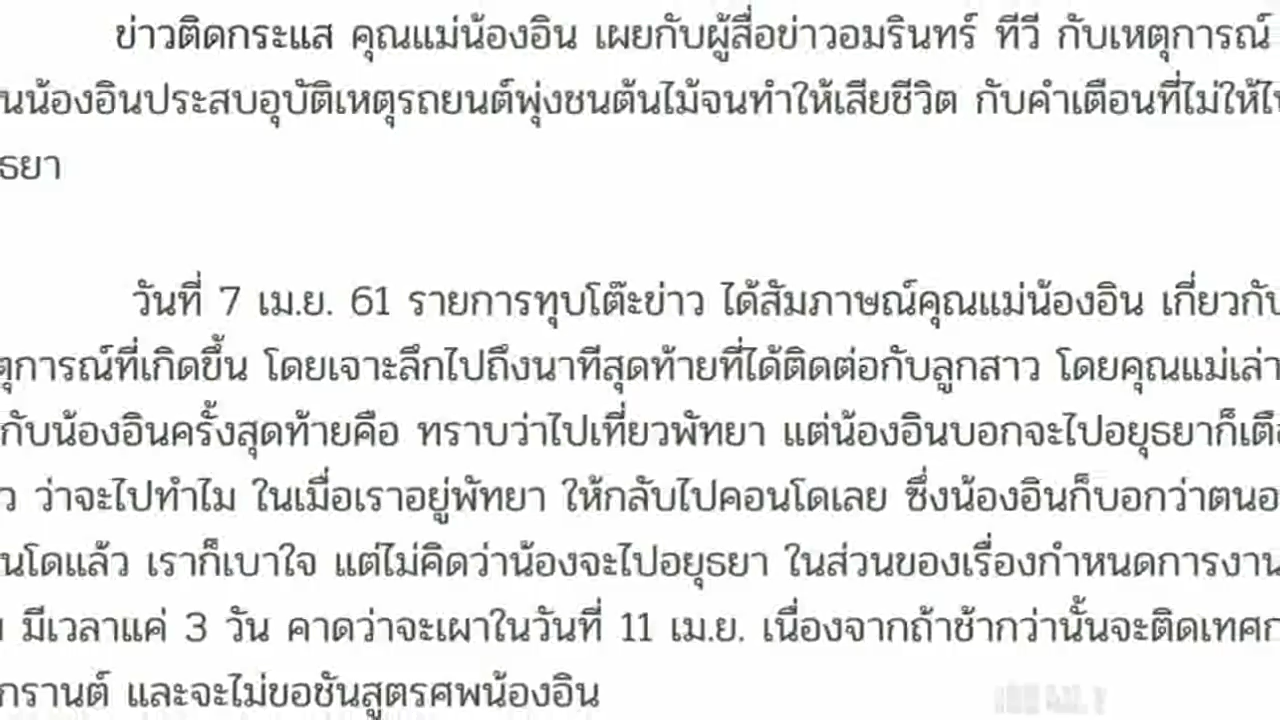 ข่าวติดกระแส คุณแม่น้องอิน เผยกับผู้สื่อข่าวอมรินทร์ ทีวี กับเหตุการณ์
นน้องอินประสบอุบัติเหตุรถยนต์พุ่งชนต้นไม้จนทำให้เสียชีวิต กับคำเตือนที่ไม่ให้ไ
ธยา
วันที่ 7 เม.ย. 61 รายการทุบโต๊ะข่าว ได้สัมภาษณ์คุณแม่น้องอิน เกี่ยวกับ
ตุการณ์ที่เกิดขึ้น โดยเจาะลึกไปถึงนาทีสุดท้ายที่ได้ติดต่อกับลูกสาว โดยคุณแม่เล่า
กับน้องอินครั้งสุดท้ายคือ ทราบว่าไปเที่ยวพัทยา แต่น้องอินบอกจะไปอยุธยาก็เตื
ว ว่าจะไปทำไม ในเมื่อเราอยู่พัทยา ให้กลับไปคอนโดเลย ซึ่งน้องอินก็บอกว่าตนอ
นโดแล้ว เราก็เบาใจ แต่ไม่คิดว่าน้องจะไปอยุธยา ในส่วนของเรื่องกำหนดการงาน
มีเวลาแค่ 3 วัน คาดว่าจะเผาในวันที่ 11 เม.ย. เนื่องจากถ้าช้ากว่านั้นจะติดเทศก
กรานต์ และจะไม่ขอชันสูตรศพน้องอิน